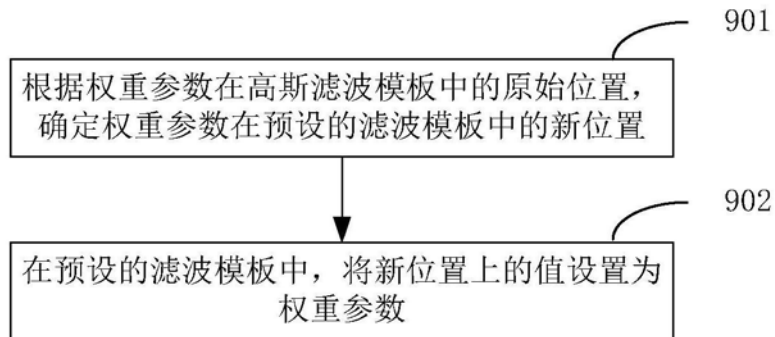 901
根据权重参数在高斯滤波模板中的原始位置，
确定权重参数在预设的滤波模板中的新位置
902
在预设的滤波模板中，将新位置上的值设置为
权重参数